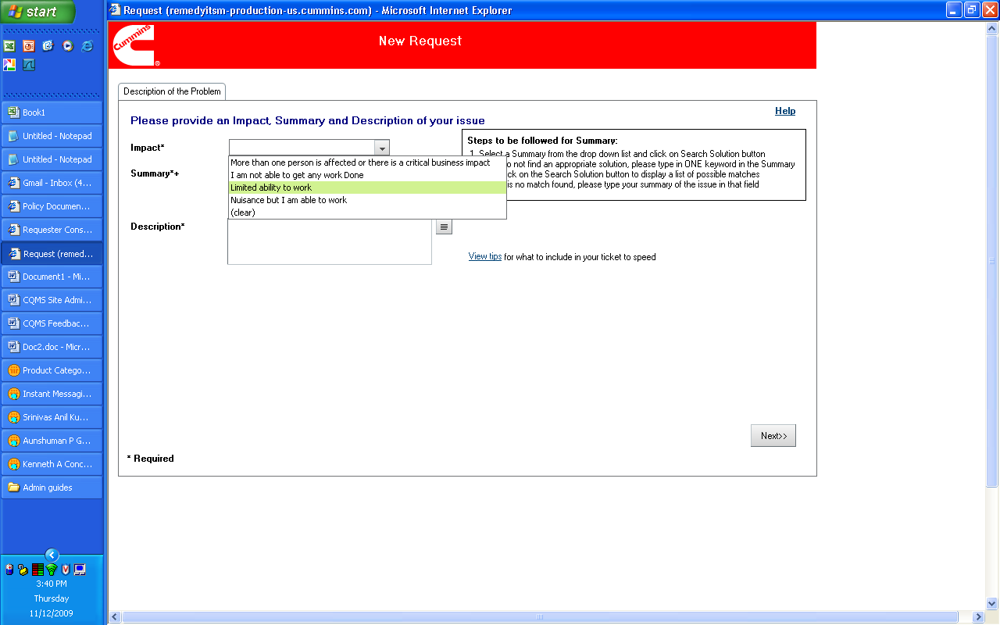 start
Request (remedyitsm-production-us.cummins.com) - Microsoft Internet Explorer
Cummins
®
New Request
Book1
Untitled - Notepad
Untitled - Notepad
Gmail - Inbox (4...
Policy Documen...
Requester Cons...
Request (remed...
Document1 - Mi...
CQMS Site Admi...
CQMS Feedbac...
Doc2.doc - Micr...
Product Catego...
Instant Messagi...
Srinivas Anil Ku...
Aunshuman P G...
Kenneth A Conc...
Admin guides
3:40 PM
Thursday
11/12/2009
Description of the Problem
Help
Please provide an Impact, Summary and Description of your issue
Impact*
More than one person is affected or there is a critical business impact
I am not able to get any work Done
Limited ability to work
Nuisance but I am able to work
(clear)
Summary*+
Description*
Steps to be followed for Summary:
1. Select a Summary from the drop down list and click on Search Solution button
o not find an appropriate solution, please type in ONE keyword in the Summary
ck on the Search Solution button to display a list of possible matches
is no match found, please type your summary of the issue in that field
View tips for what to include in your ticket to speed
Next>>
* Required